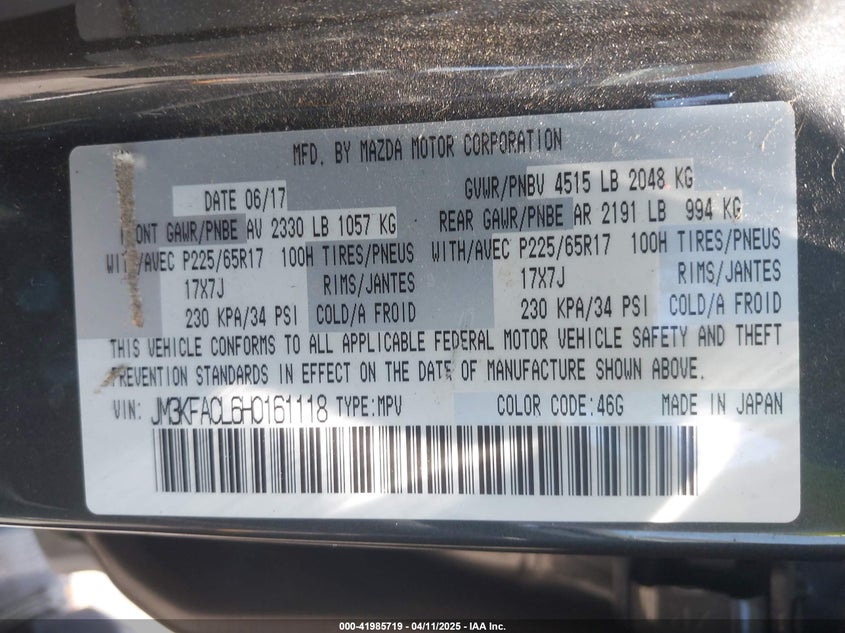 MFD. BY MAZDA MOTOR CORPORATION
DATE 06/17 GVWR/PNBV 4515 LB 2048 KG
FRONT GAWR/PNBE AV 2330 LB 1057 KG REAR GAWR/PNBE AR 2191 LB 994 KG
WITH/AVEC P225/65R17 100H TIRES/PNEUS WITH/AVEC P225/65R17 100H TIRES/PNEUS
17X7J RIMS/JANTES 17X7J RIMS/JANTES
230 KPA/34 PSI COLD/A FROID 230 KPA/34 PSI COLD/A FROID
THIS VEHICLE CONFORMS TO ALL APPLICABLE FEDERAL MOTOR VEHICLE SAFETY AND THEFT
PREVENTION STANDARDS IN EFFECT ON THE DATE OF MANUFACTURE SHOWN ABOVE.
VIN: JM3KFACL6H0161118 TYPE:MPV COLOR CODE:46G MADE IN JAPAN
000-41985719 - 04/11/2025 - IAA Inc.